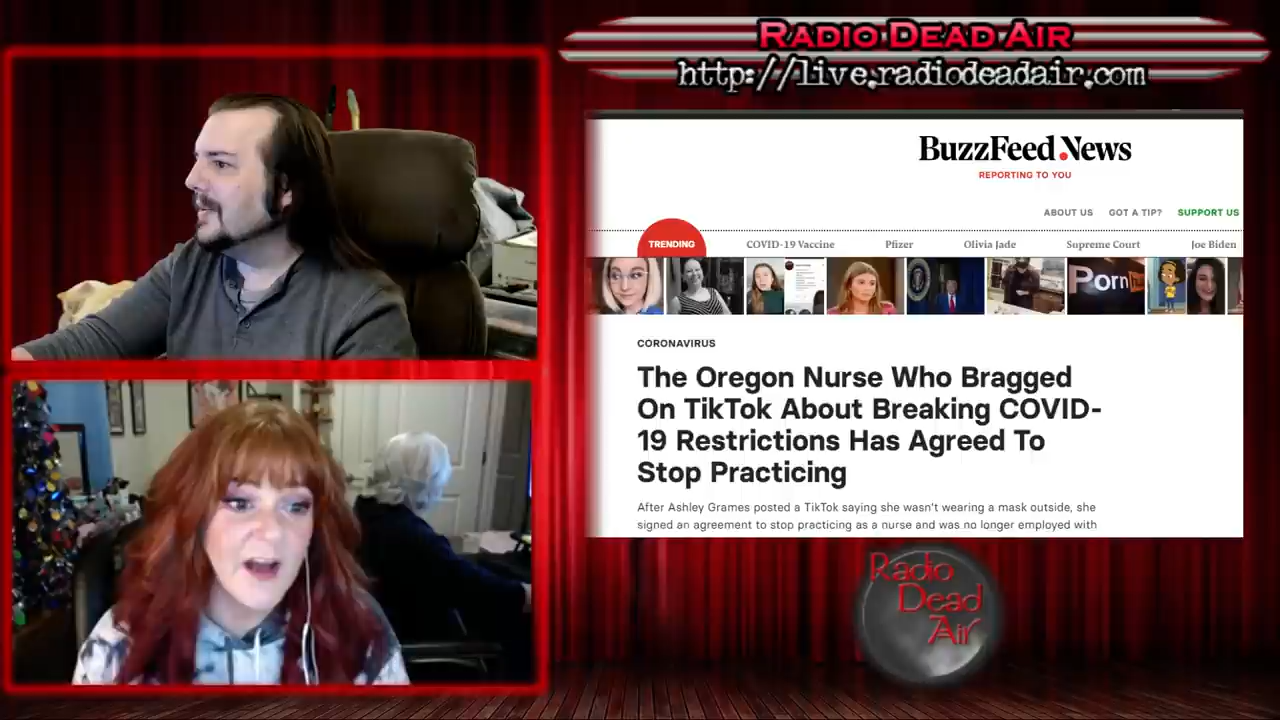 RADIO DEAD AIR
http://live.radiodeadair.com
BuzzFeed.News
REPORTING TO YOU
ABOUT US GOT A TIP? SUPPORT US
TRENDING COVID-19 Vaccine Pfizer Olivia Jade Supreme Court Joe Biden
Porn
CORONAVIRUS
The Oregon Nurse Who Bragged
On TikTok About Breaking COVID-
19 Restrictions Has Agreed To
Stop Practicing
After Ashley Grames posted a TikTok saying she wasn't wearing a mask outside, she
signed an agreement to stop practicing as a nurse and was no longer employed with
Radio
Dead
Air